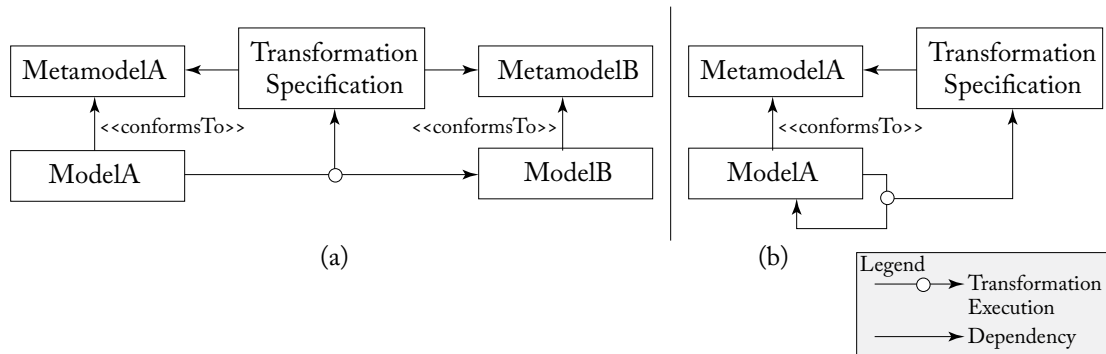 MetamodelA
Transformation
Specification
MetamodelB
<<conformsTo>>
<<conformsTo>>
ModelA
ModelB
(a)
MetamodelA
Transformation
Specification
<<conformsTo>>
ModelA
(b)
Legend
Transformation
Execution
Dependency